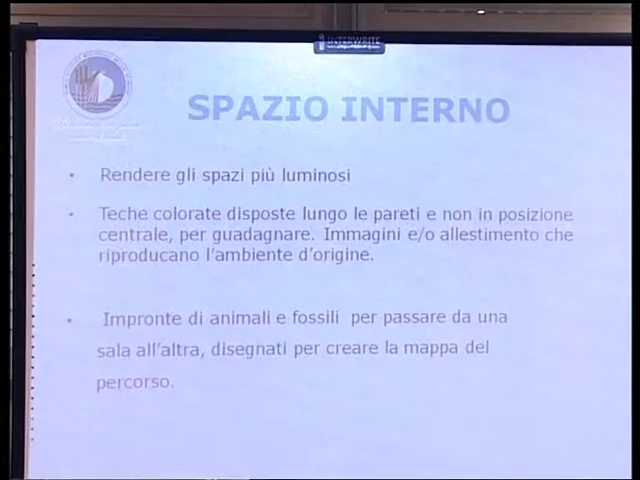 INTERWRITE
SPAZIO INTERNO
• Rendere gli spazi più luminosi
• Teche colorate disposte lungo le pareti e non in posizione
centrale, per guadagnare. Immagini e/o allestimento che
riproducano l'ambiente d'origine.
• Impronte di animali e fossili per passare da una
sala all'altra, disegnati per creare la mappa del
percorso.